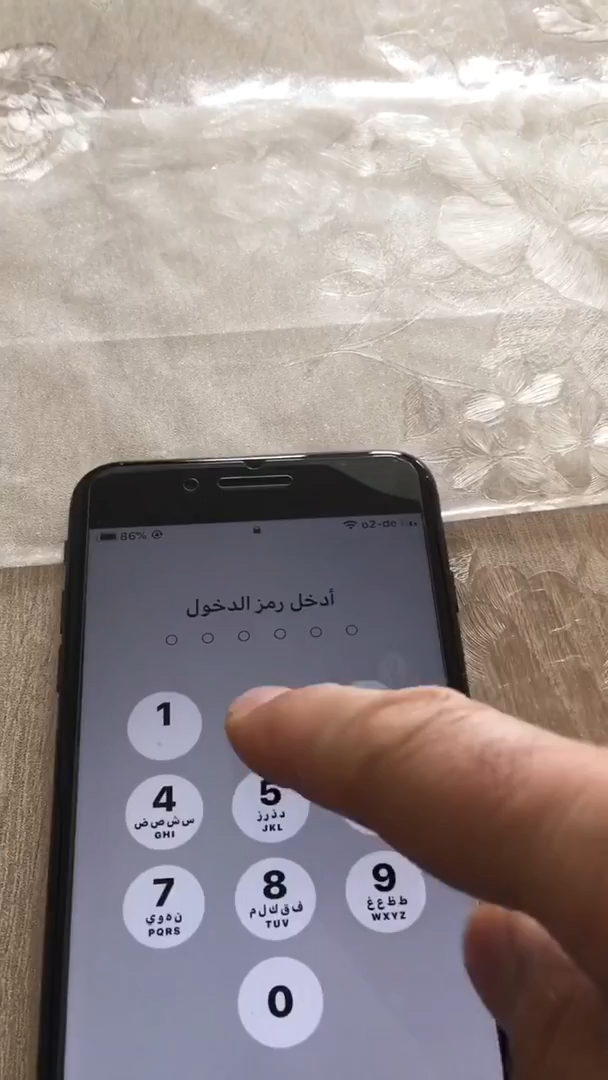 86%
o2-de
أدخل رمز الدخول
1
4
س ش ص ض
GHI
5
د ذ ر ز
JKL
7
ن ه و ي
PQRS
8
ف ق ك ل م
TUV
9
ط ظ ع غ
WXYZ
0